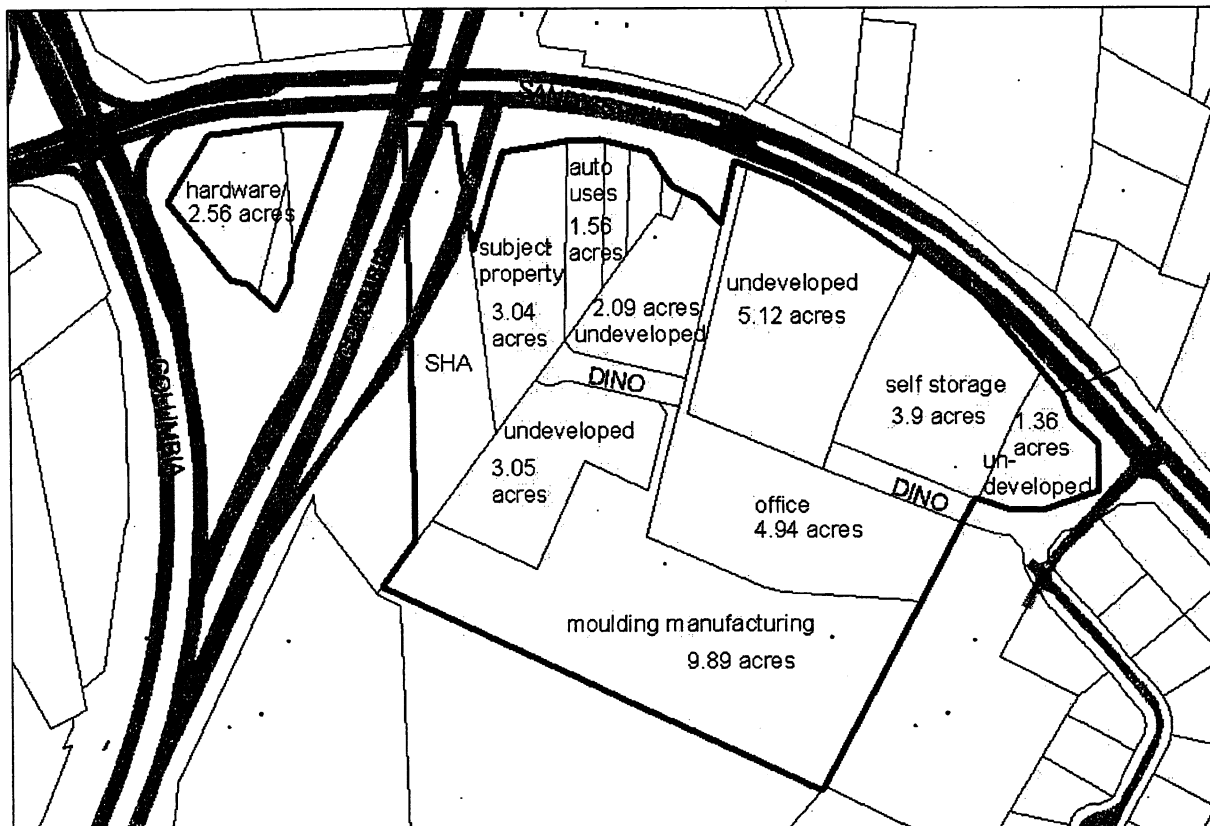 hardware
2.56 acres
auto
uses
1.56
acres
subject
property
3.04
acres
2.09 acres
undeveloped
undeveloped
5.12 acres
SHA
DINO
self storage
3.9 acres
1.36
acres
un-
developed
undeveloped
3.05
acres
COLUMBIA
DINO
office
4.94 acres
moulding manufacturing
9.89 acres